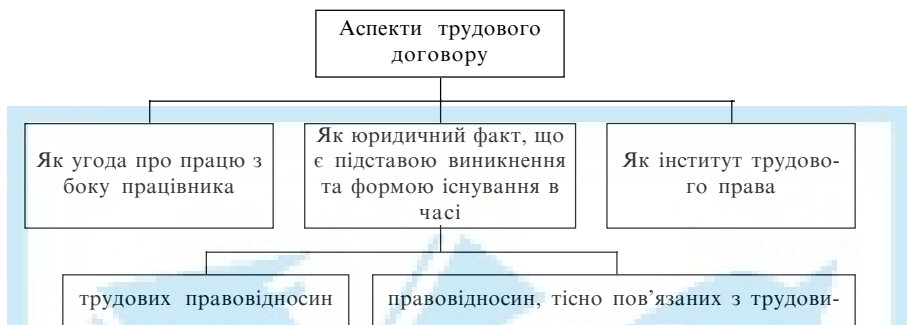 Аспекти трудового
договору
Як угода про працю з
боку працівника
Як юридичний факт, що
є підставою виникнення
та формою існування в
часі
Як інститут трудово-
го права
трудових правовідносин
правовідносин, тісно пов’язаних з трудови-